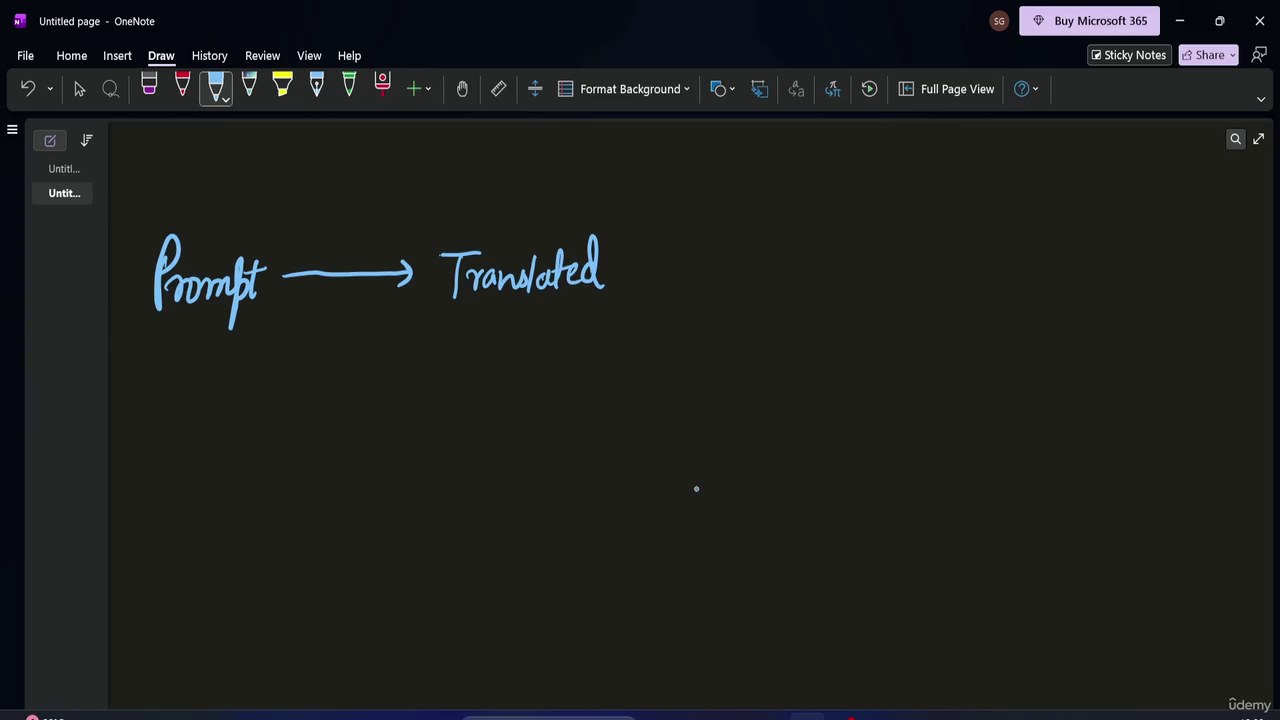 Untitled page - OneNote
SG
Buy Microsoft 365
File Home Insert Draw History Review View Help
Sticky Notes
Share
Format Background
Full Page View
Untitl...
Untit...
Prompt → Translated
ûdemy